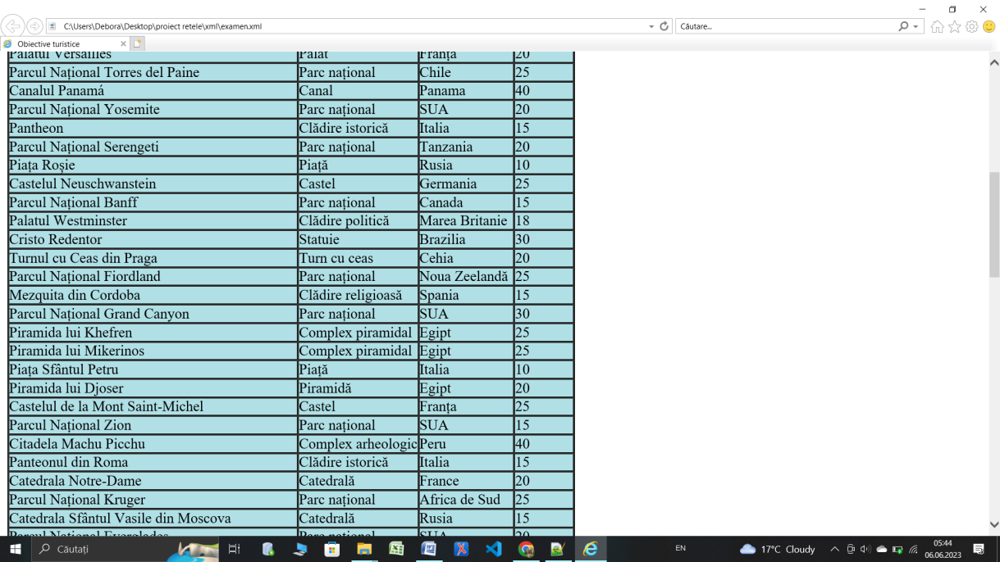 C:\Users\Debora\Desktop\proiect retele\xml\examen.xml
Căutare...
Obiective turistice
Palatul Versailles Palat Franța 20
Parcul Național Torres del Paine Parc național Chile 25
Canalul Panamá Canal Panama 40
Parcul Național Yosemite Parc național SUA 20
Pantheon Clădire istorică Italia 15
Parcul Național Serengeti Parc național Tanzania 20
Piața Roșie Piață Rusia 10
Castelul Neuschwanstein Castel Germania 25
Parcul Național Banff Parc național Canada 15
Palatul Westminster Clădire politică Marea Britanie 18
Cristo Redentor Statuie Brazilia 30
Turnul cu Ceas din Praga Turn cu ceas Cehia 20
Parcul Național Fiordland Parc național Noua Zeelandă 25
Mezquita din Cordoba Clădire religioasă Spania 15
Parcul Național Grand Canyon Parc național SUA 30
Piramida lui Khefren Complex piramidal Egipt 25
Piramida lui Mikerinos Complex piramidal Egipt 25
Piața Sfântul Petru Piață Italia 10
Piramida lui Djoser Piramidă Egipt 20
Castelul de la Mont Saint-Michel Castel Franța 25
Parcul Național Zion Parc național SUA 15
Citadela Machu Picchu Complex arheologic Peru 40
Panteonul din Roma Clădire istorică Italia 15
Catedrala Notre-Dame Catedrală France 20
Parcul Național Kruger Parc național Africa de Sud 25
Catedrala Sfântul Vasile din Moscova Catedrală Rusia 15
Parcul Național Everglades Parc național SUA 20
Căutați
EN
17°C Cloudy
05:44
06.06.2023